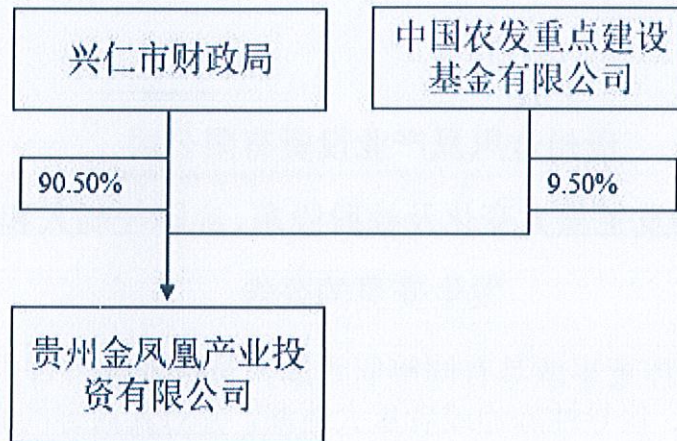 兴仁市财政局
中国农发重点建设
基金有限公司
90.50%
9.50%
贵州金凤凰产业投
资有限公司